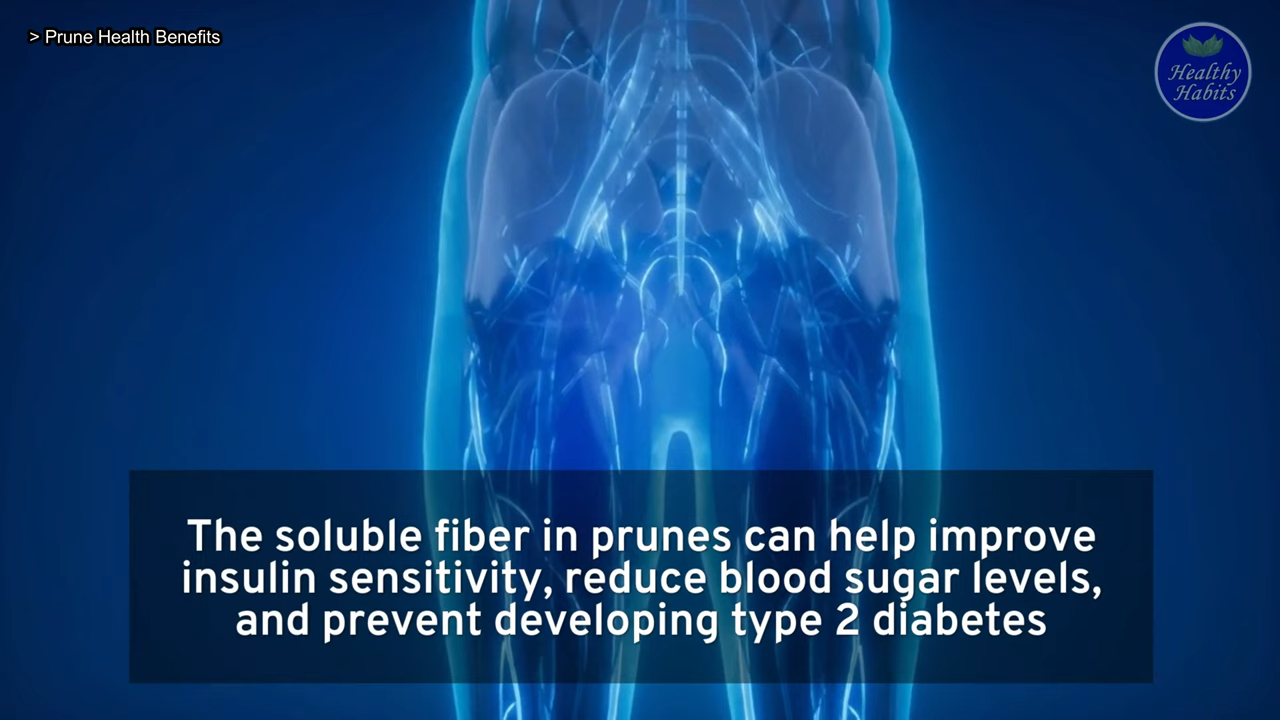 > Prune Health Benefits
Healthy
Habits
The soluble fiber in prunes can help improve
insulin sensitivity, reduce blood sugar levels,
and prevent developing type 2 diabetes